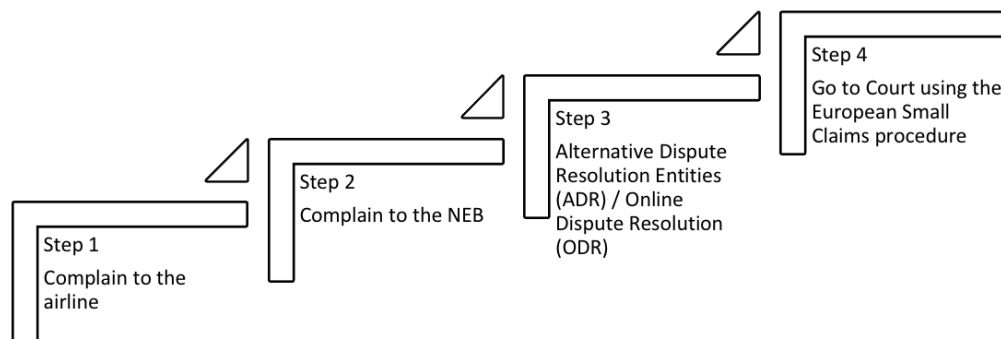 Step 1
Complain to the
airline
Step 2
Complain to the NEB
Step 3
Alternative Dispute
Resolution Entities
(ADR) / Online
Dispute Resolution
(ODR)
Step 4
Go to Court using the
European Small
Claims procedure